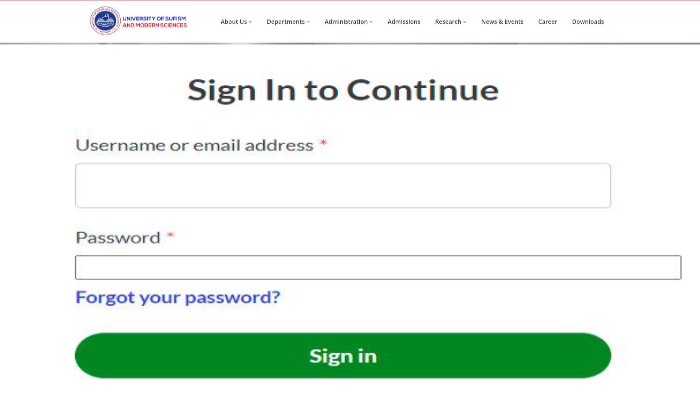 UNIVERSITY OF SUFISM
AND MODERN SCIENCES
About Us
Departments
Administration
Admissions
Research
News & Events
Career
Downloads
Sign In to Continue
Username or email address *
Password *
Forgot your password?
Sign in